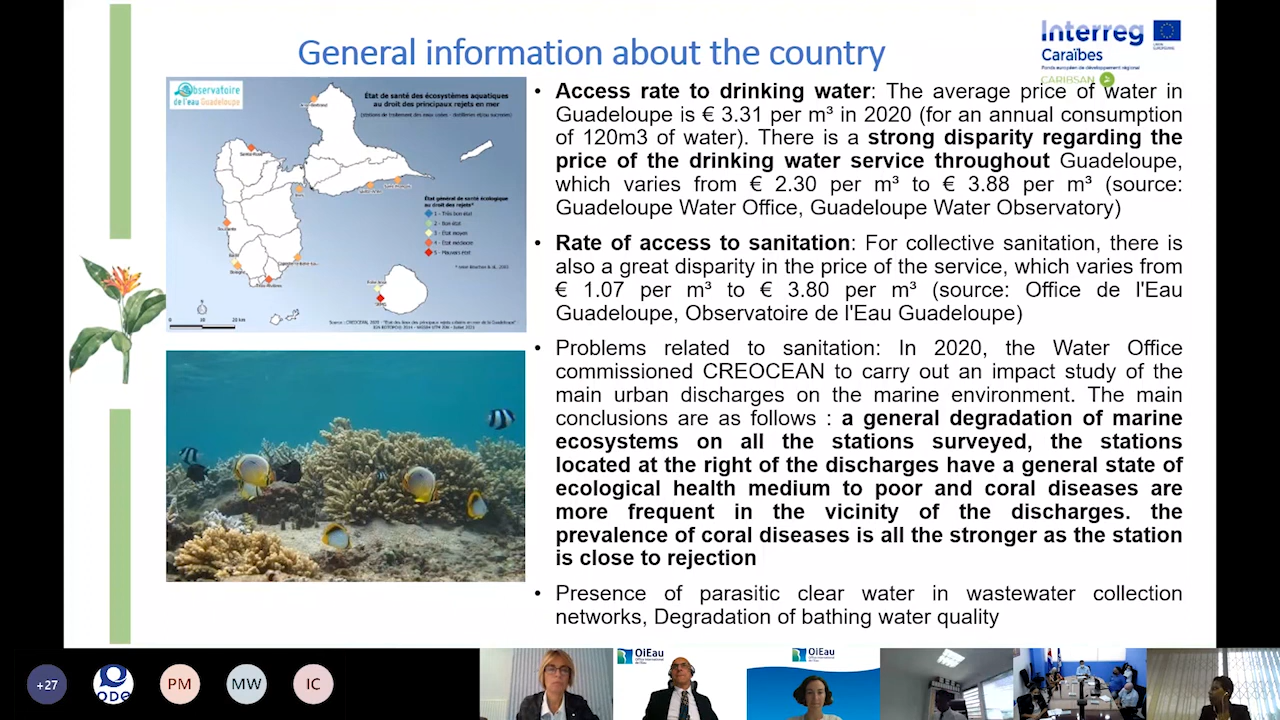 General information about the country
Interreg
Caraïbes
Fonds européen de développement régional
CARIBSAN
Observatoire
de l'eau Guadeloupe
État de santé des écosystèmes aquatiques
au droit des principaux rejets en mer
État général de santé écologique
au droit des rejets*
1 - Très bon état
2 - Bon état
3 - État moyen
4 - État médiocre
5 - Mauvais état
• Access rate to drinking water: The average price of water in
Guadeloupe is € 3.31 per m³ in 2020 (for an annual consumption
of 120m3 of water). There is a strong disparity regarding the
price of the drinking water service throughout Guadeloupe,
which varies from € 2.30 per m³ to € 3.88 per m³ (source:
Guadeloupe Water Office, Guadeloupe Water Observatory)
• Rate of access to sanitation: For collective sanitation, there is
also a great disparity in the price of the service, which varies from
€ 1.07 per m³ to € 3.80 per m³ (source: Office de l'Eau
Guadeloupe, Observatoire de l'Eau Guadeloupe)
• Problems related to sanitation: In 2020, the Water Office
commissioned CREOCEAN to carry out an impact study of the
main urban discharges on the marine environment. The main
conclusions are as follows : a general degradation of marine
ecosystems on all the stations surveyed, the stations
located at the right of the discharges have a general state of
ecological health medium to poor and coral diseases are
more frequent in the vicinity of the discharges. the
prevalence of coral diseases is all the stronger as the station
is close to rejection
• Presence of parasitic clear water in wastewater collection
networks, Degradation of bathing water quality
+27
ODG
PM
MW
IC
OiEau
OiEau